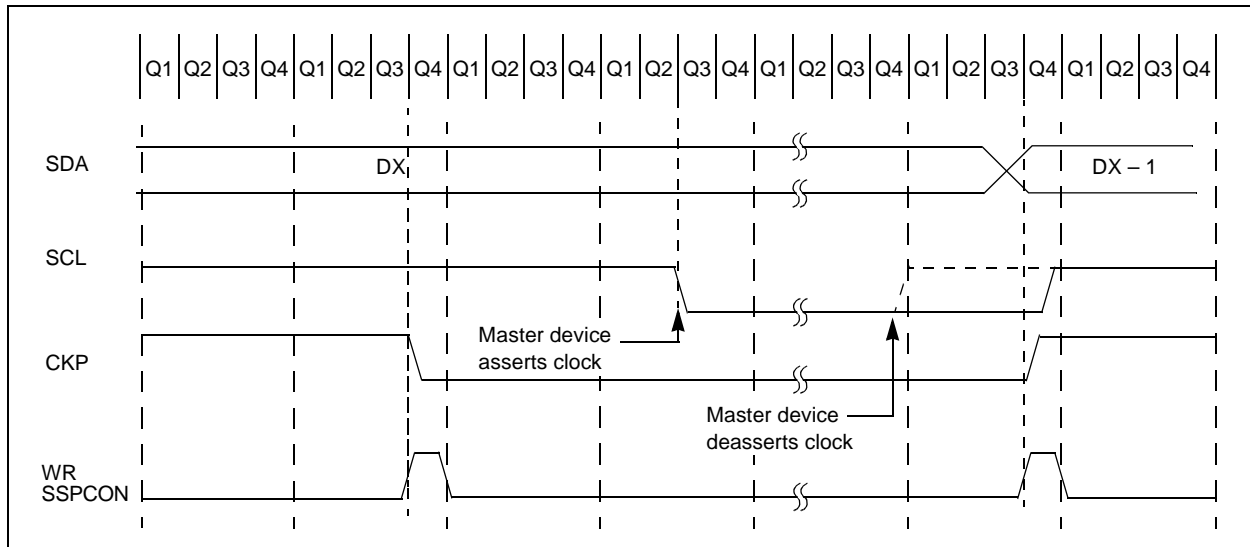 Q1 Q2 Q3 Q4 Q1 Q2 Q3 Q4 Q1 Q2 Q3 Q4 Q1 Q2 Q3 Q4 Q1 Q2 Q3 Q4 Q1 Q2 Q3 Q4 Q1 Q2 Q3 Q4
SDA
DX
DX – 1
SCL
Master device
asserts clock
CKP
Master device
deasserts clock
WR
SSPCON